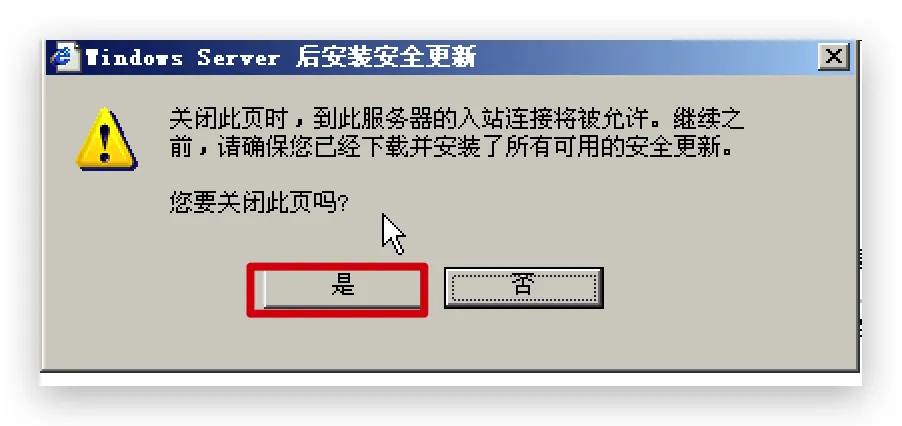 Windows Server 后安装安全更新
关闭此页时，到此服务器的入站连接将被允许。继续之
前，请确保您已经下载并安装了所有可用的安全更新。
您要关闭此页吗?
是
否